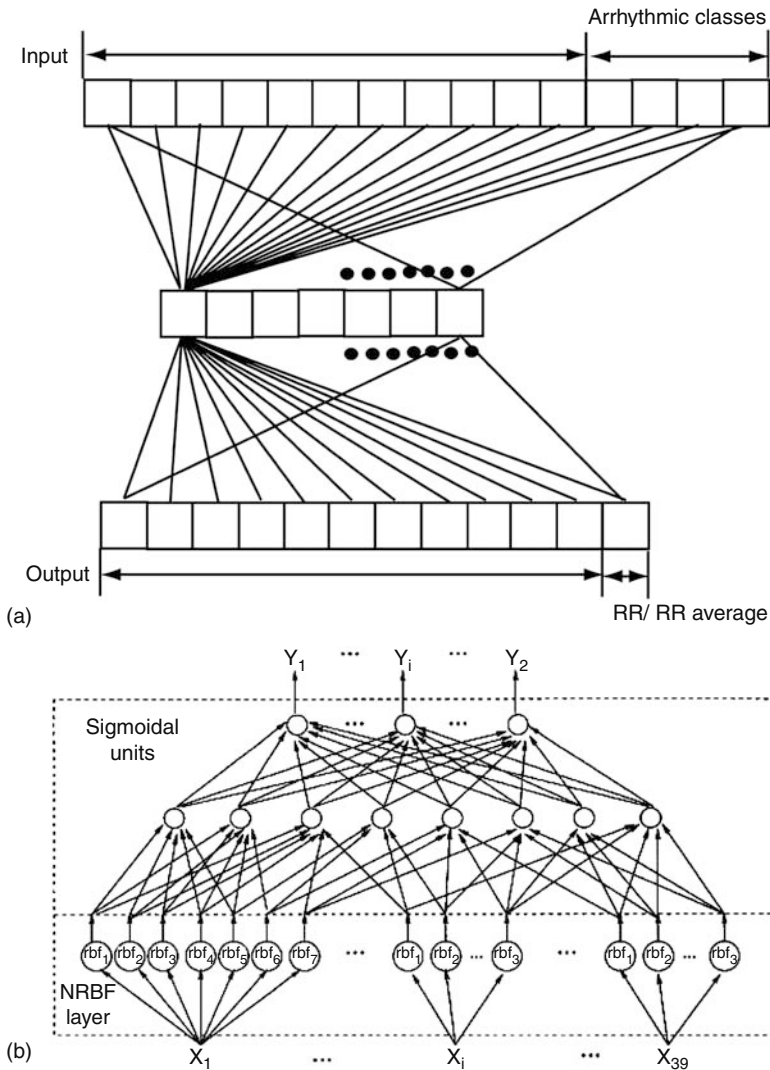 Arrhythmic classes
Input
Output
RR/ RR average
(a)
Y1 ... Yi ... Y2
Sigmoidal
units
... ...
rbf1 rbf2 rbf3 rbf4 rbf5 rbf6 rbf7 ... rbf1 rbf2 ... rbf3 ... rbf1 rbf2 ... rbf3
NRBF
layer
(b)
X1 ... Xi ... X39